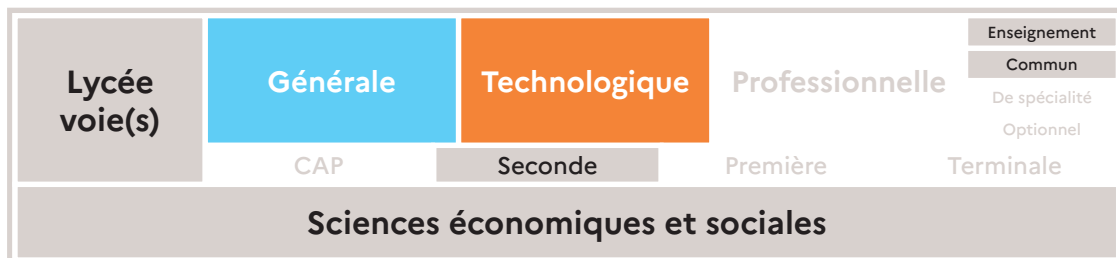 Lycée
voie(s)
Générale
Technologique
Professionnelle
Enseignement
Commun
De spécialité
Optionnel
CAP
Seconde
Première
Terminale
Sciences économiques et sociales